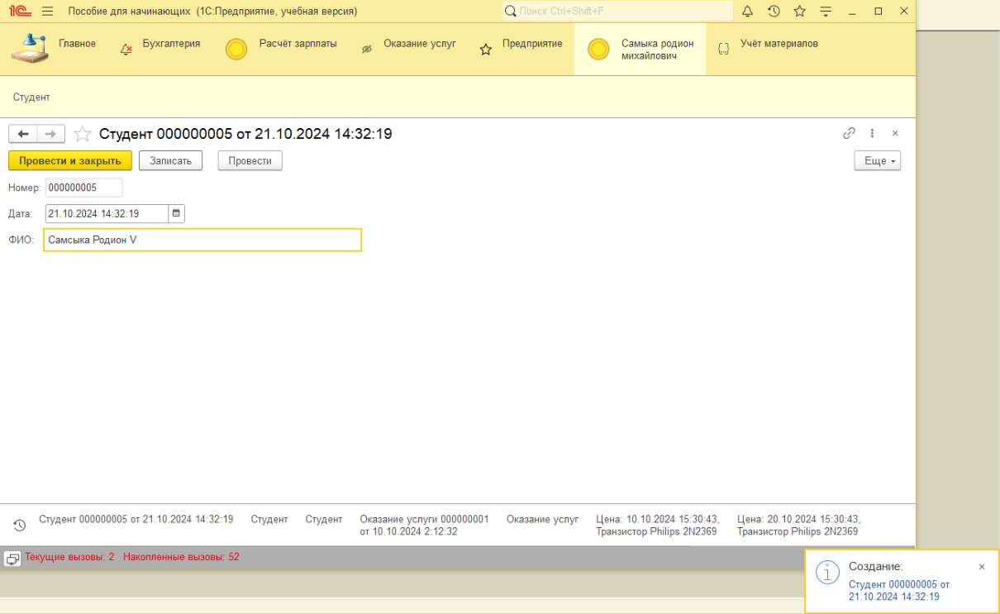 1С Пособие для начинающих (1С:Предприятие, учебная версия) Поиск Ctrl+Shift+F
Главное Бухгалтерия Расчёт зарплаты Оказание услуг Предприятие Самыка родион михайлович Учёт материалов
Студент
Студент 000000005 от 21.10.2024 14:32:19
Провести и закрыть Записать Провести Еще
Номер: 000000005
Дата: 21.10.2024 14:32:19
ФИО: Самсыка Родион V
Студент 000000005 от 21.10.2024 14:32:19 Студент Студент Оказание услуги 000000001 от 10.10.2024 2:12:32 Оказание услуг Цена: 10.10.2024 15:30:43, Транзистор Philips 2N2369 Цена: 20.10.2024 15:30:43, Транзистор Philips 2N2369
Текущие вызовы: 2 Накопленные вызовы: 52
Создание:
Студент 000000005 от
21.10.2024 14:32:19